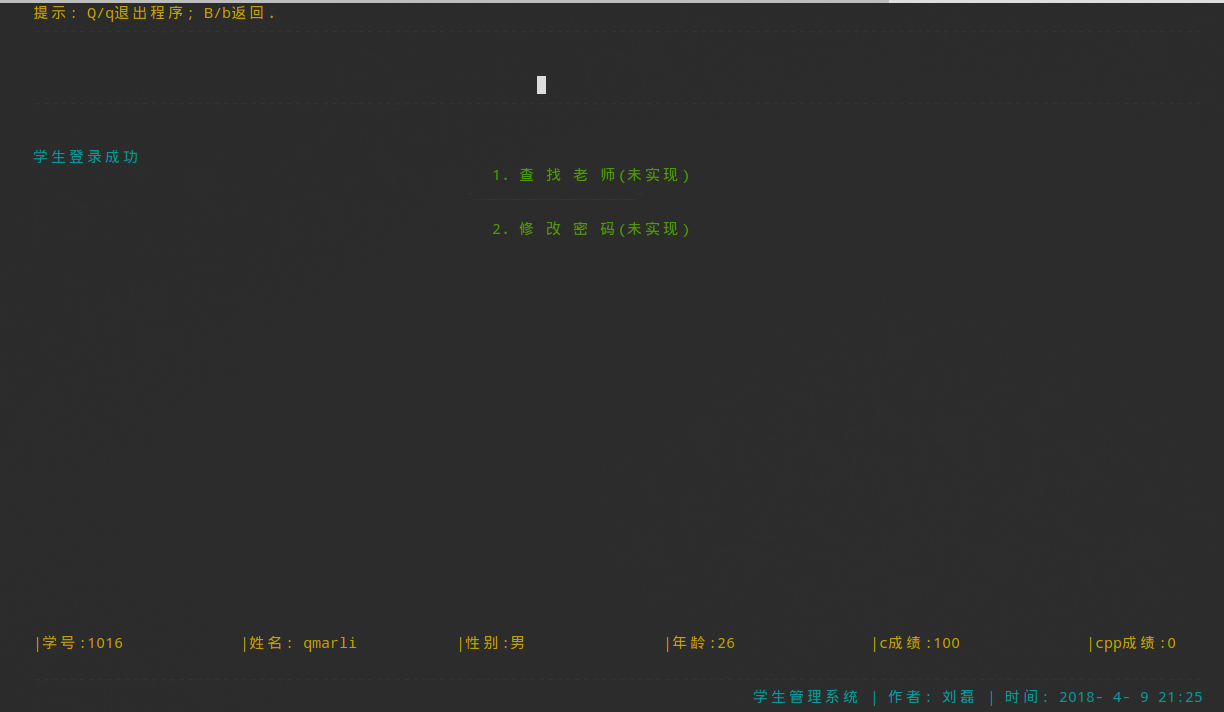 提示: Q/q退出程序; B/b返回.
学生登录成功
1. 查 找 老 师(未实现)
2. 修 改 密 码(未实现)
|学号:1016 |姓名: qmarli |性别:男 |年龄:26 |c成绩:100 |cpp成绩:0
学生管理系统 | 作者: 刘磊 | 时间: 2018- 4- 9 21:25